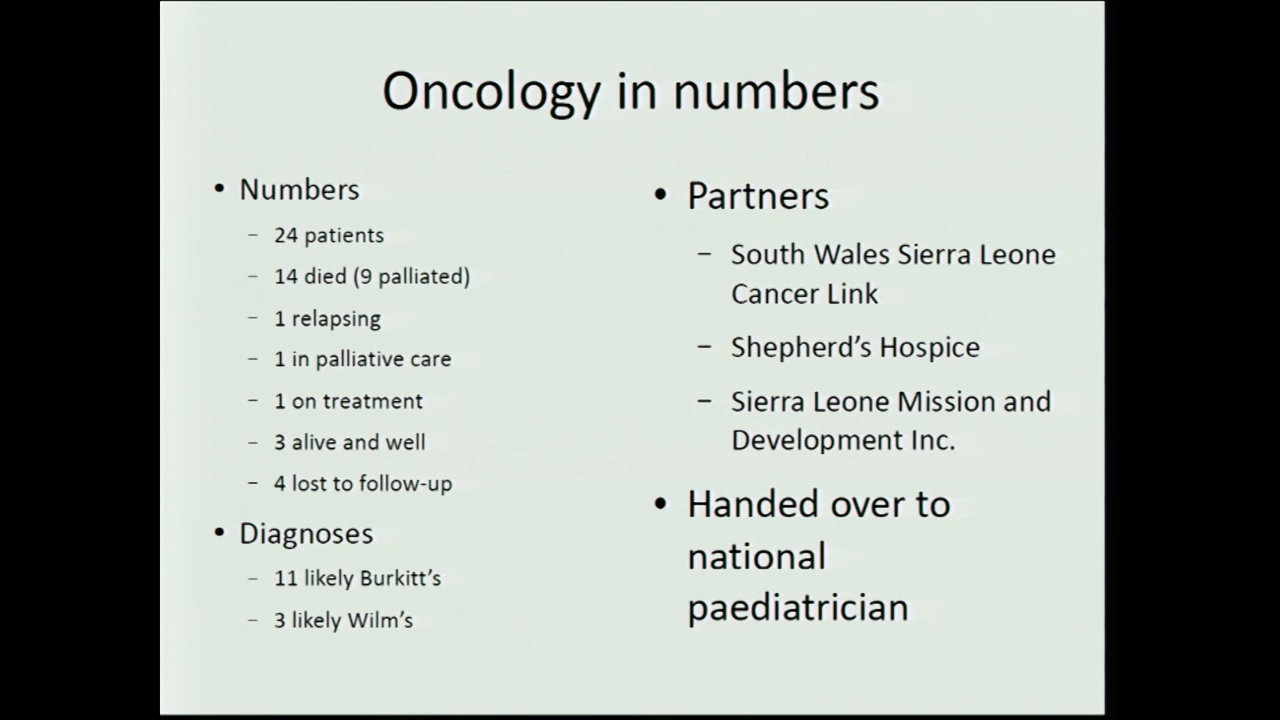 Oncology in numbers
• Numbers
– 24 patients
– 14 died (9 palliated)
– 1 relapsing
– 1 in palliative care
– 1 on treatment
– 3 alive and well
– 4 lost to follow-up
• Diagnoses
– 11 likely Burkitt’s
– 3 likely Wilm’s
• Partners
– South Wales Sierra Leone
Cancer Link
– Shepherd’s Hospice
– Sierra Leone Mission and
Development Inc.
• Handed over to
national
paediatrician